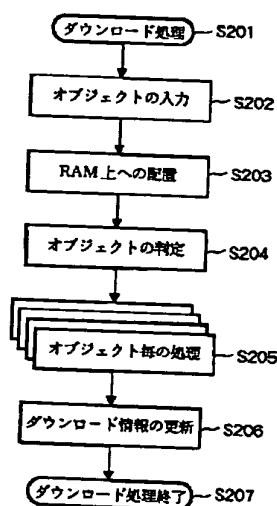 ダウンロード処理 S201
オブジェクトの入力 S202
RAM上への配置 S203
オブジェクトの判定 S204
オブジェクト毎の処理 S205
ダウンロード情報の更新 S206
ダウンロード処理終了 S207